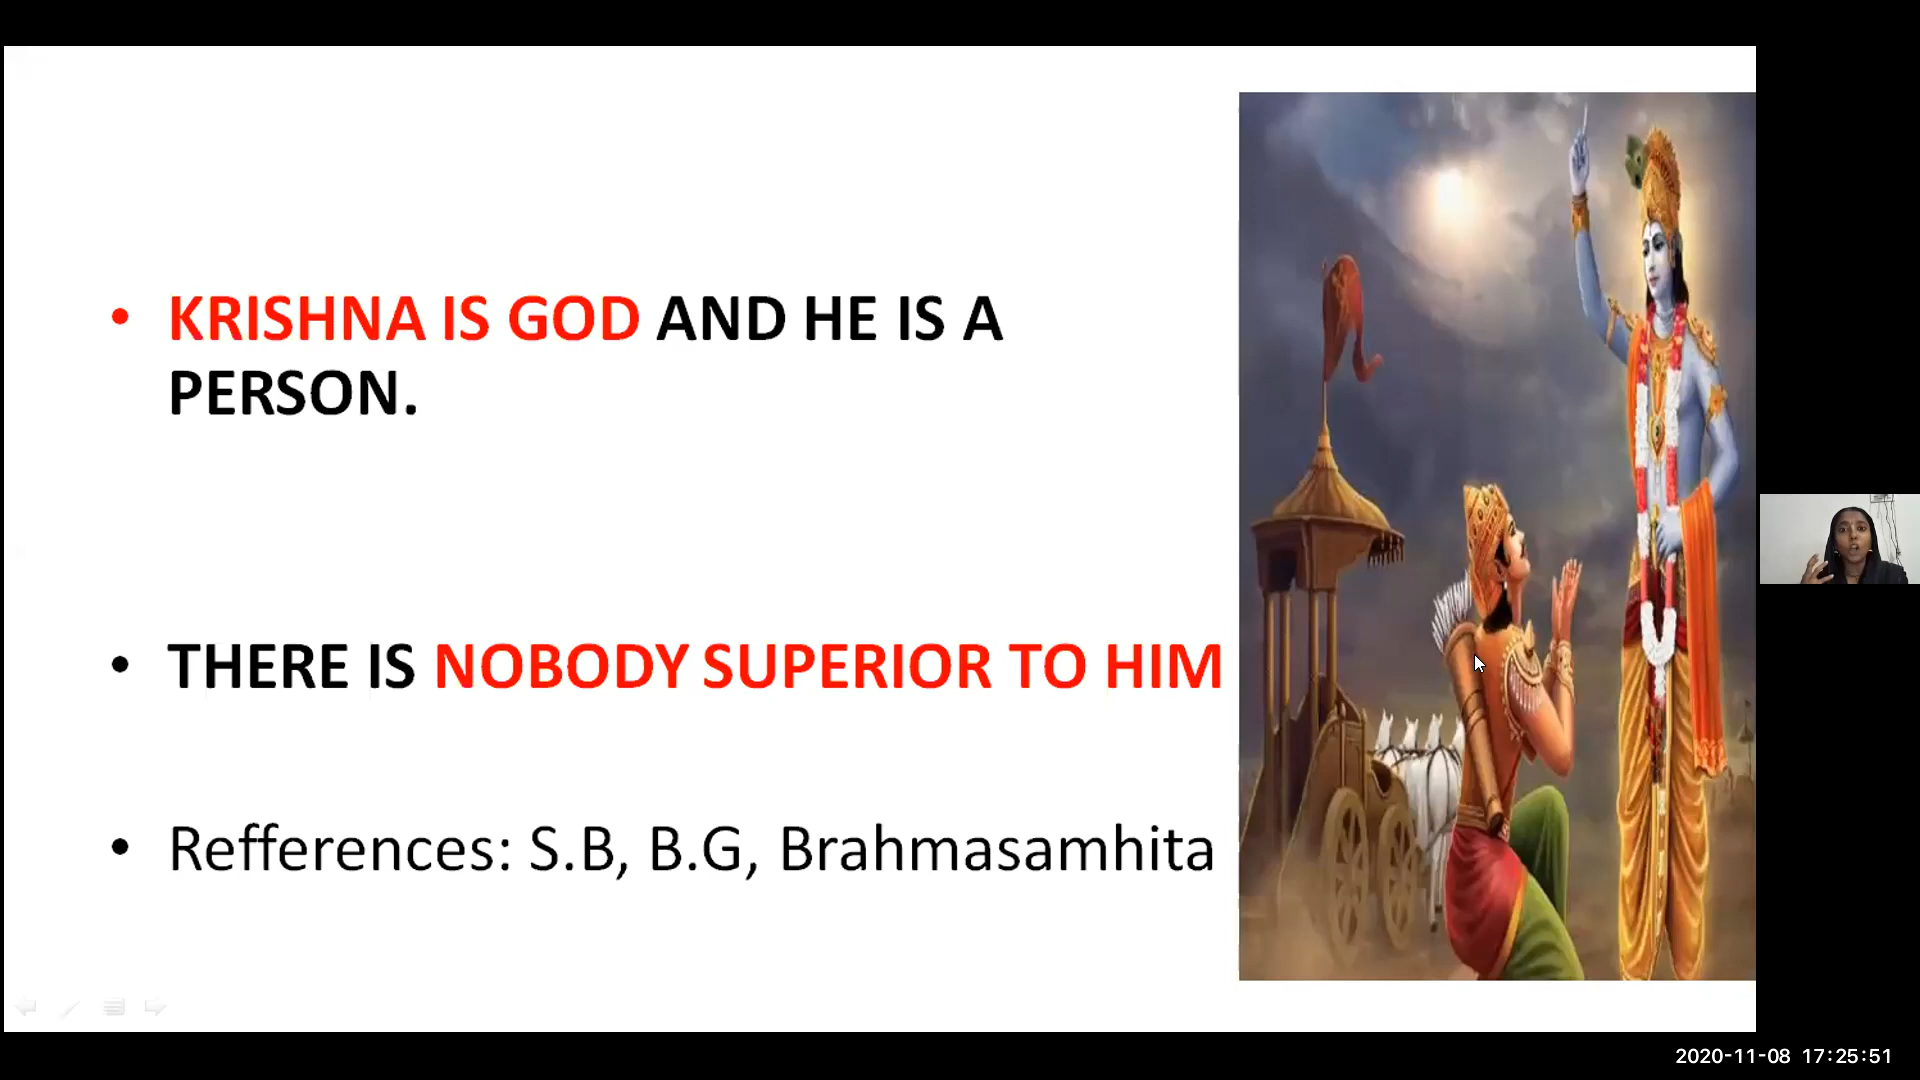 • KRISHNA IS GOD AND HE IS A
PERSON.
• THERE IS NOBODY SUPERIOR TO HIM
• Refferences: S.B, B.G, Brahmasamhita
2020-11-08 17:25:51